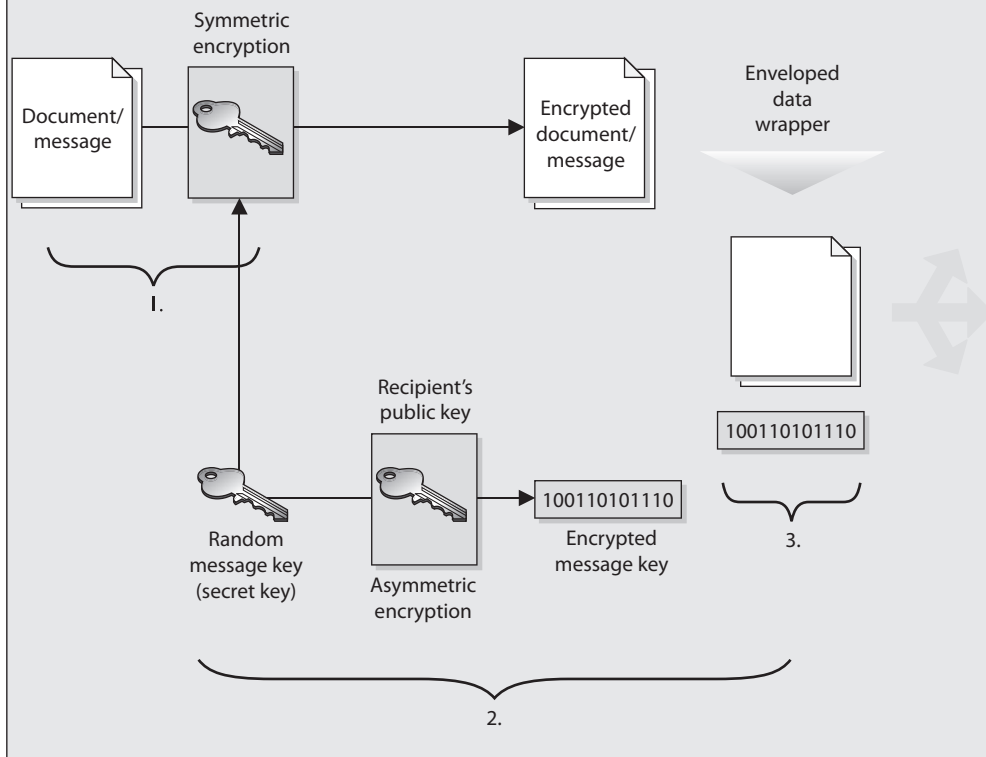 Symmetric
encryption
Document/
message
Encrypted
document/
message
Enveloped
data
wrapper
1.
Recipient's
public key
100110101110
100110101110
Random
message key
(secret key)
Asymmetric
encryption
Encrypted
message key
3.
2.